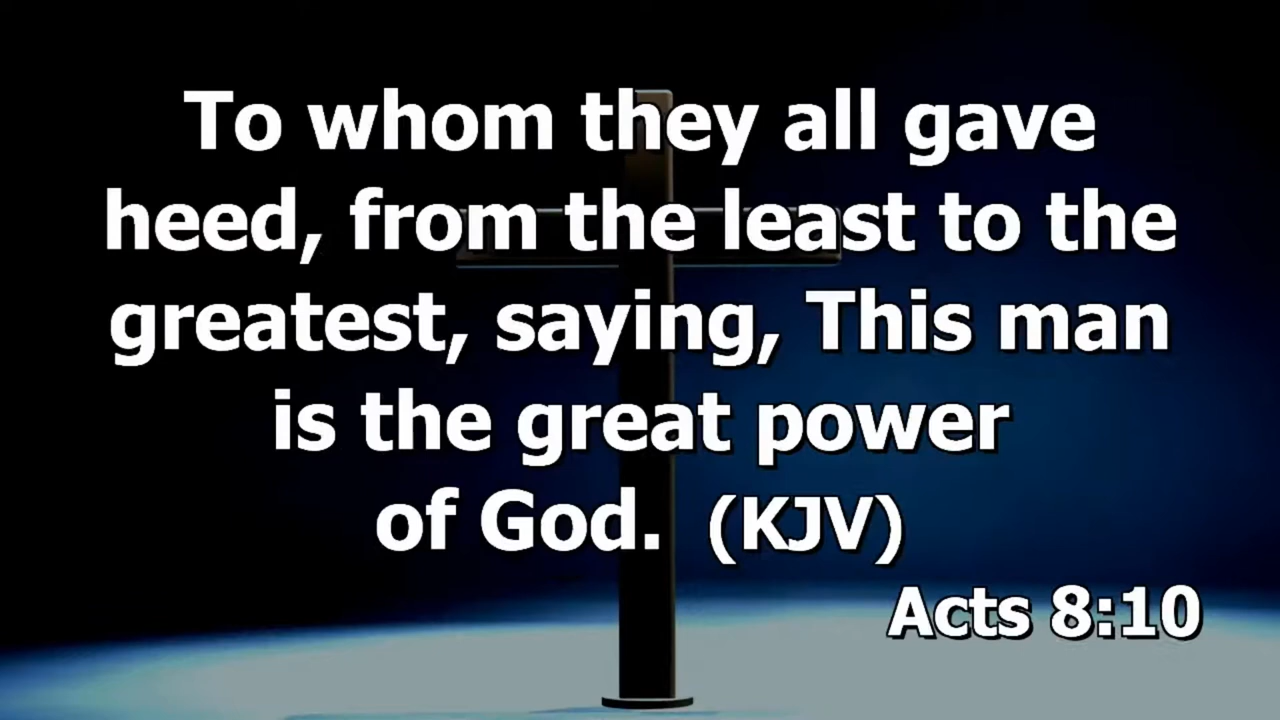 To whom they all gave
heed, from the least to the
greatest, saying, This man
is the great power
of God.  (KJV)
Acts 8:10